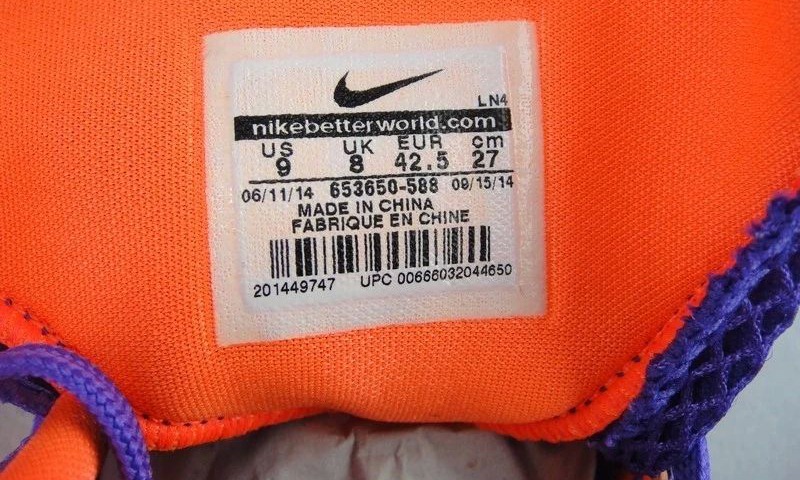 LN4
nikebetterworld.com
US UK EUR cm
9 8 42.5 27
06/11/14 653650-588 09/15/14
MADE IN CHINA
FABRIQUE EN CHINE
201449747 UPC 00666032044650